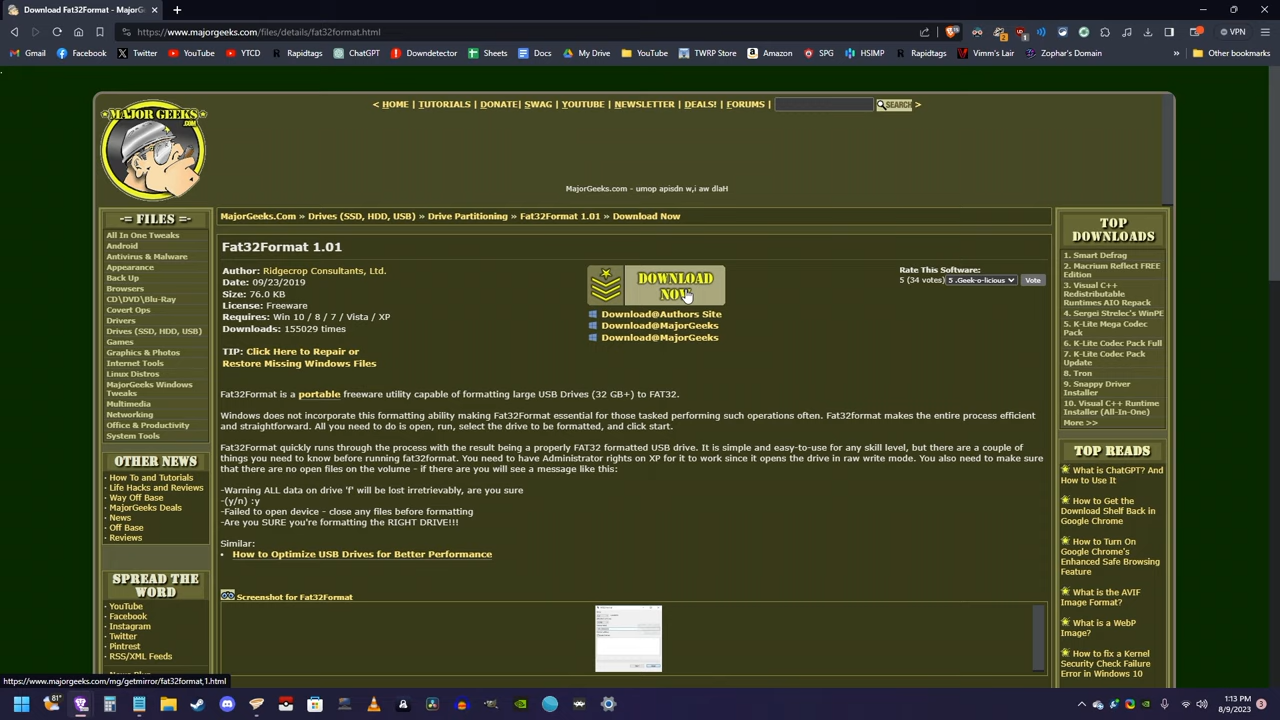 Download Fat32Format - MajorGe
https://www.majorgeeks.com/files/details/fat32format.html
VPN
Gmail
Facebook
Rapidtags
ChatGPT
Downdetector
Sheets
Docs
My Drive
YouTube
TWRP Store
Amazon
SPG
HSMP
Rapidtags
Vimm's Lair
Zophar's Domain
Other bookmarks
MAJOR GEEKS
.COM
< HOME | TUTORIALS | DONATE| SWAG | YOUTUBE | NEWSLETTER | DEALS! | FORUMS | SEARCH >
MajorGeeks.com - umop apisdn w,i aw dlaH
-= FILES =-
All In One Tweaks
Android
Antivirus & Malware
Appearance
Back Up
Browsers
CD\DVD\Blu-Ray
Covert Ops
Drivers
Drives (SSD, HDD, USB)
Games
Graphics & Photos
Internet Tools
Linux Distros
MajorGeeks Windows
Tweaks
Multimedia
Networking
Office & Productivity
System Tools
OTHER NEWS
· How To and Tutorials
· Life Hacks and Reviews
· Way Off Base
· MajorGeeks Deals
· News
· Off Base
· Reviews
SPREAD THE
WORD
· YouTube
· Facebook
· Instagram
· Twitter
· Pintrest
· RSS/XML Feeds
MajorGeeks.Com » Drives (SSD, HDD, USB) » Drive Partitioning » Fat32Format 1.01 » Download Now
Fat32Format 1.01
Author: Ridgecrop Consultants, Ltd.
Date: 09/23/2019
Size: 76.0 KB
License: Freeware
Requires: Win 10 / 8 / 7 / Vista / XP
Downloads: 155029 times
TIP: Click Here to Repair or
Restore Missing Windows Files
DOWNLOAD
NOW
Download@Authors Site
Download@MajorGeeks
Download@MajorGeeks
Rate This Software:
5 (34 votes) 5 .Geek-o-licious Vote
Fat32Format is a portable freeware utility capable of formatting large USB Drives (32 GB+) to FAT32.
Windows does not incorporate this formatting ability making Fat32Format essential for those tasked performing such operations often. Fat32format makes the entire process efficient
and straightforward. All you need to do is open, run, select the drive to be formatted, and click start.
Fat32Format quickly runs through the process with the result being a properly FAT32 formatted USB drive. It is simple and easy-to-use for any skill level, but there are a couple of
things you need to know before running fat32format. You need to have Administrator rights on XP for it to work since it opens the drive in raw write mode. You also need to make sure
that there are no open files on the volume - if there are you will see a message like this:
-Warning ALL data on drive 'f' will be lost irretrievably, are you sure
-(y/n) :y
-Failed to open device - close any files before formatting
-Are you SURE you're formatting the RIGHT DRIVE!!!
Similar:
• How to Optimize USB Drives for Better Performance
Screenshot for Fat32Format
TOP
DOWNLOADS
1. Smart Defrag
2. Macrium Reflect FREE
Edition
3. Visual C++
Redistributable
Runtimes AIO Repack
4. Sergei Strelec's WinPE
5. K-Lite Mega Codec
Pack
6. K-Lite Codec Pack Full
7. K-Lite Codec Pack
Update
8. Tron
9. Snappy Driver
Installer
10. Visual C++ Runtime
Installer (All-In-One)
More >>
TOP READS
What is ChatGPT? And
How to Use It
How to Get the
Download Shelf Back in
Google Chrome
How to Turn On
Google Chrome's
Enhanced Safe Browsing
Feature
What is the AVIF
Image Format?
What is a WebP
Image?
How to fix a Kernel
Security Check Failure
Error in Windows 10
https://www.majorgeeks.com/mg/getmirror/fat32format,1.html
81°
1:13 PM
8/9/2023